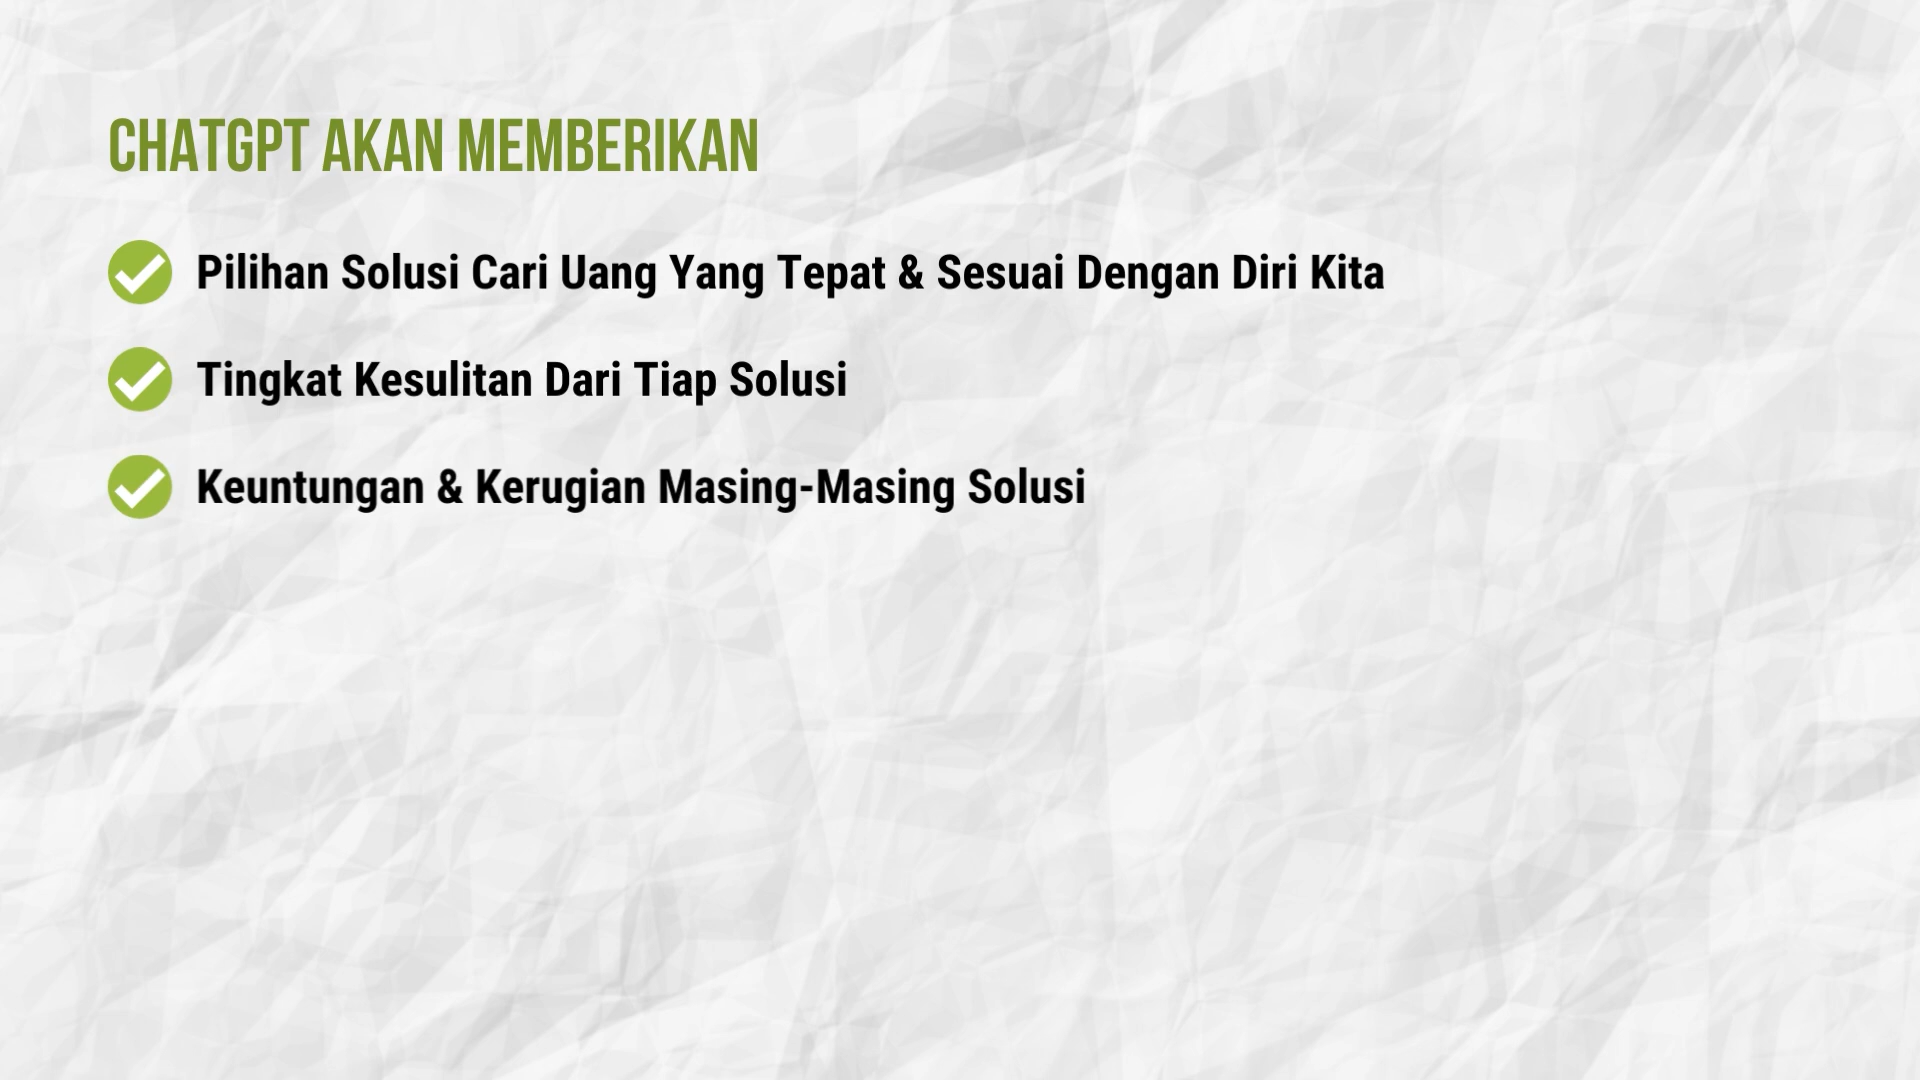 CHATGPT AKAN MEMBERIKAN
Pilihan Solusi Cari Uang Yang Tepat & Sesuai Dengan Diri Kita
Tingkat Kesulitan Dari Tiap Solusi
Keuntungan & Kerugian Masing-Masing Solusi